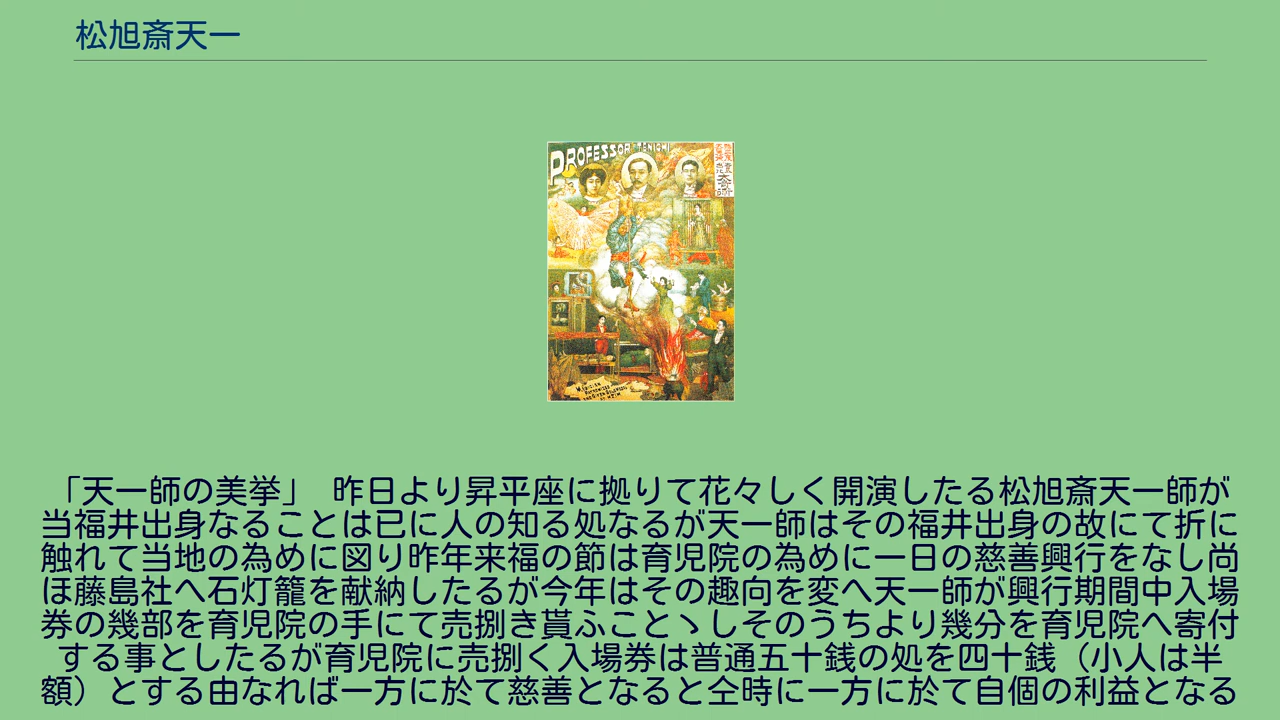 松旭斎天一
PROFESSOR TENICHI
「天一師の美挙」 昨日より昇平座に拠りて花々しく開演したる松旭斎天一師が
当福井出身なることは已に人の知る処なるが天一師はその福井出身の故にて折に
触れて当地の為めに図り昨年来福の節は育児院の為めに一日の慈善興行をなし尚
ほ藤島社へ石灯籠を献納したるが今年はその趣向を変へ天一師が興行期間中入場
券の幾部を育児院の手にて売捌き貰ふことゝしそのうちより幾分を育児院へ寄付
する事としたるが育児院に売捌く入場券は普通五十銭の処を四十銭（小人は半
額）とする由なれば一方に於て慈善となると仝時に一方に於て自個の利益となる